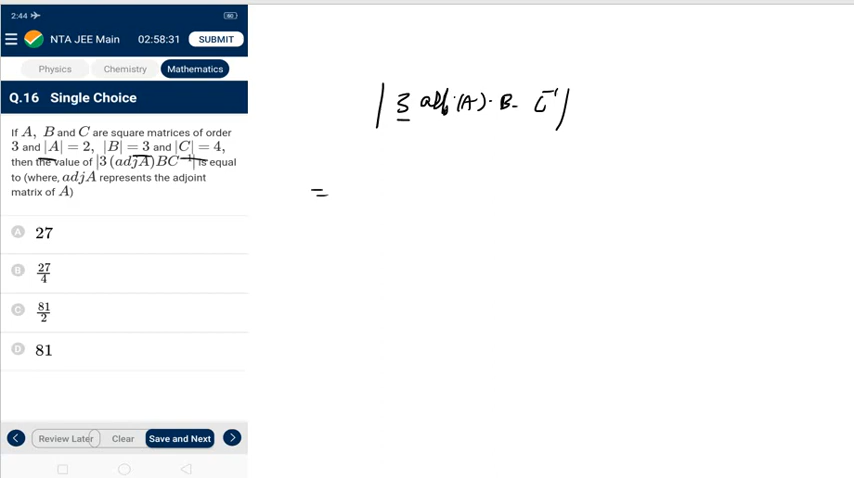 2:44
80
NTA JEE Main 02:58:31 SUBMIT
Physics Chemistry Mathematics
Q.16 Single Choice
If A, B and C are square matrices of order
3 and |A| = 2, |B| = 3 and |C| = 4,
then the value of |3 (adjA) BC⁻¹| is equal
to (where, adjA represents the adjoint
matrix of A)
A 27
B 27/4
C 81/2
D 81
Review Later Clear Save and Next
| 3 adj·(A)· B- C⁻¹ |
=